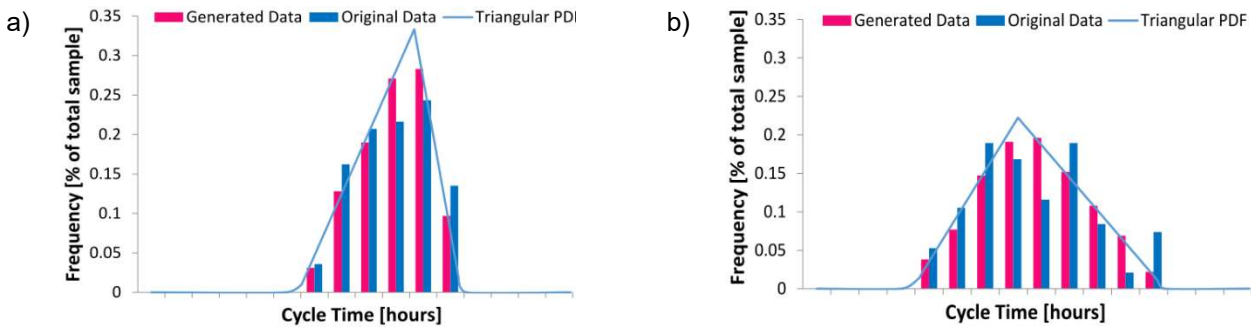 a)
Generated Data Original Data Triangular PDF
Frequency [% of total sample]
0.35
0.3
0.25
0.2
0.15
0.1
0.05
0
Cycle Time [hours]
b)
Generated Data Original Data Triangular PDF
Frequency [% of total sample]
0.35
0.3
0.25
0.2
0.15
0.1
0.05
0
Cycle Time [hours]